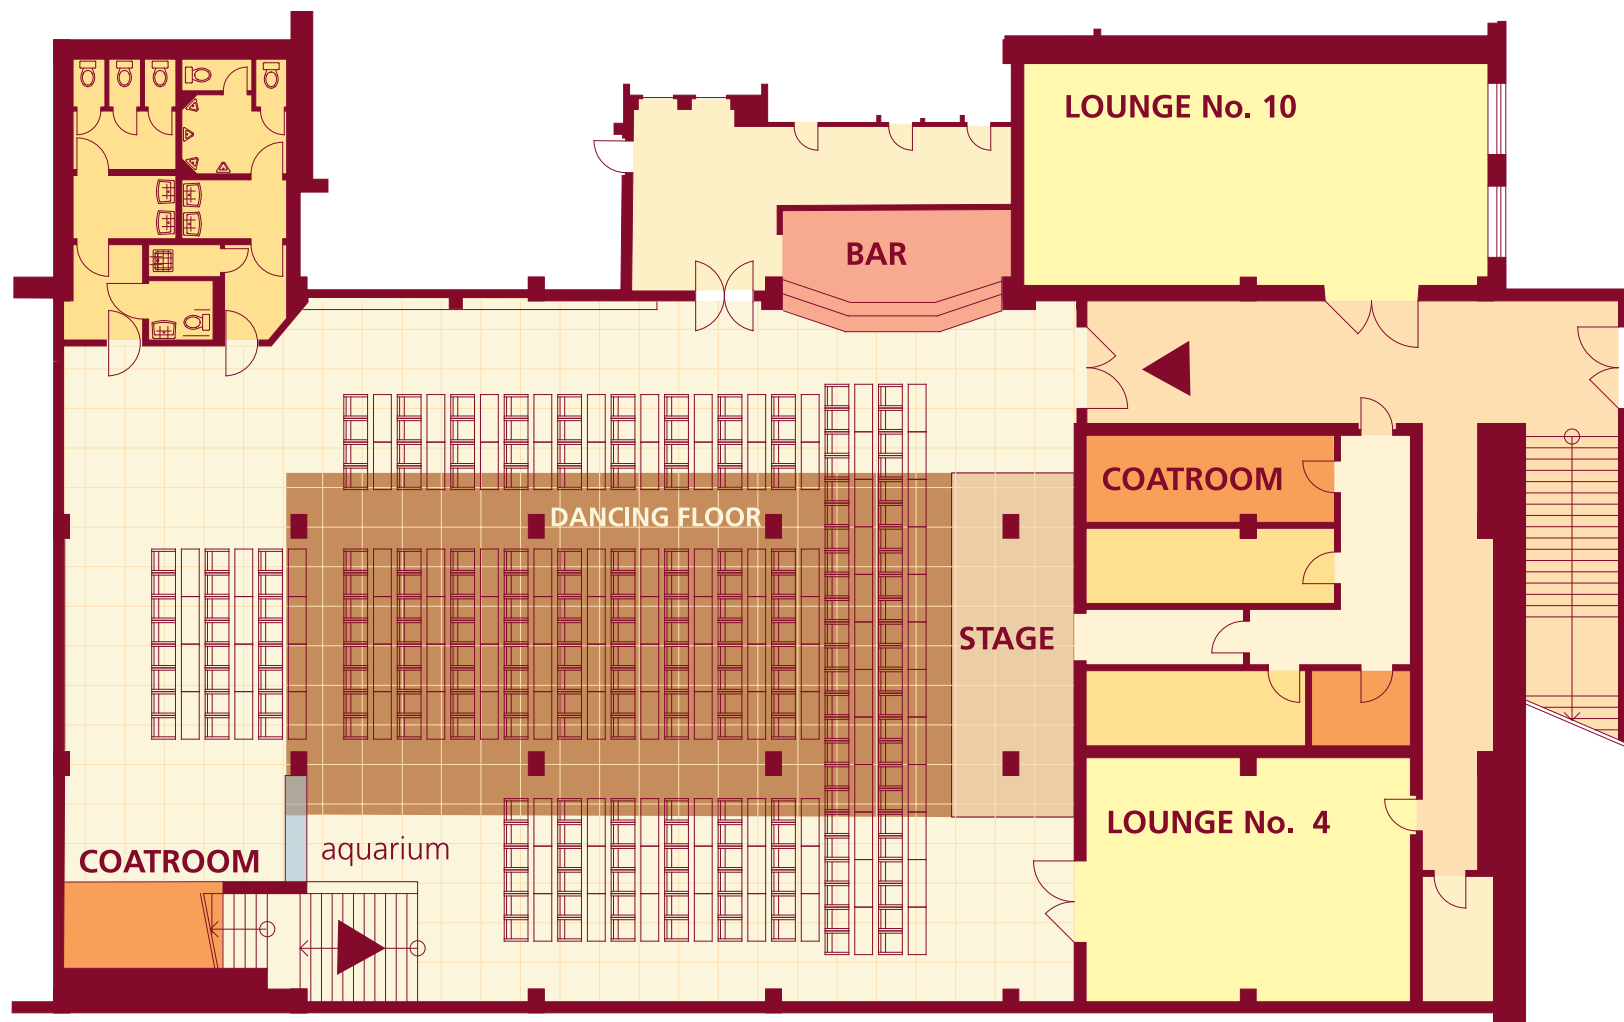 LOUNGE No. 10
BAR
COATROOM
DANCING FLOOR
STAGE
LOUNGE No. 4
aquarium
COATROOM